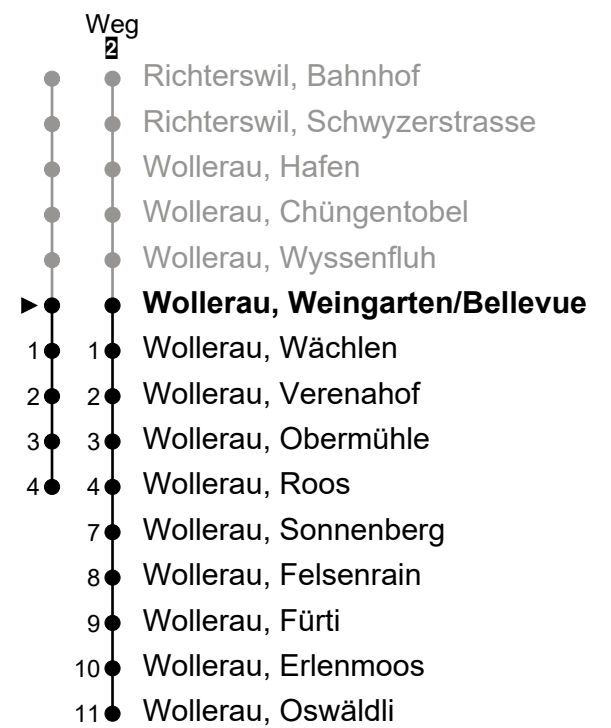 Weg
2
Richterswil, Bahnhof
Richterswil, Schwyzerstrasse
Wollerau, Hafen
Wollerau, Chüngentobel
Wollerau, Wyssenfluh
Wollerau, Weingarten/Bellevue
1 1 Wollerau, Wächlen
2 2 Wollerau, Verenahof
3 3 Wollerau, Obermühle
4 4 Wollerau, Roos
7 Wollerau, Sonnenberg
8 Wollerau, Felsenrain
9 Wollerau, Fürti
10 Wollerau, Erlenmoos
11 Wollerau, Oswäldli